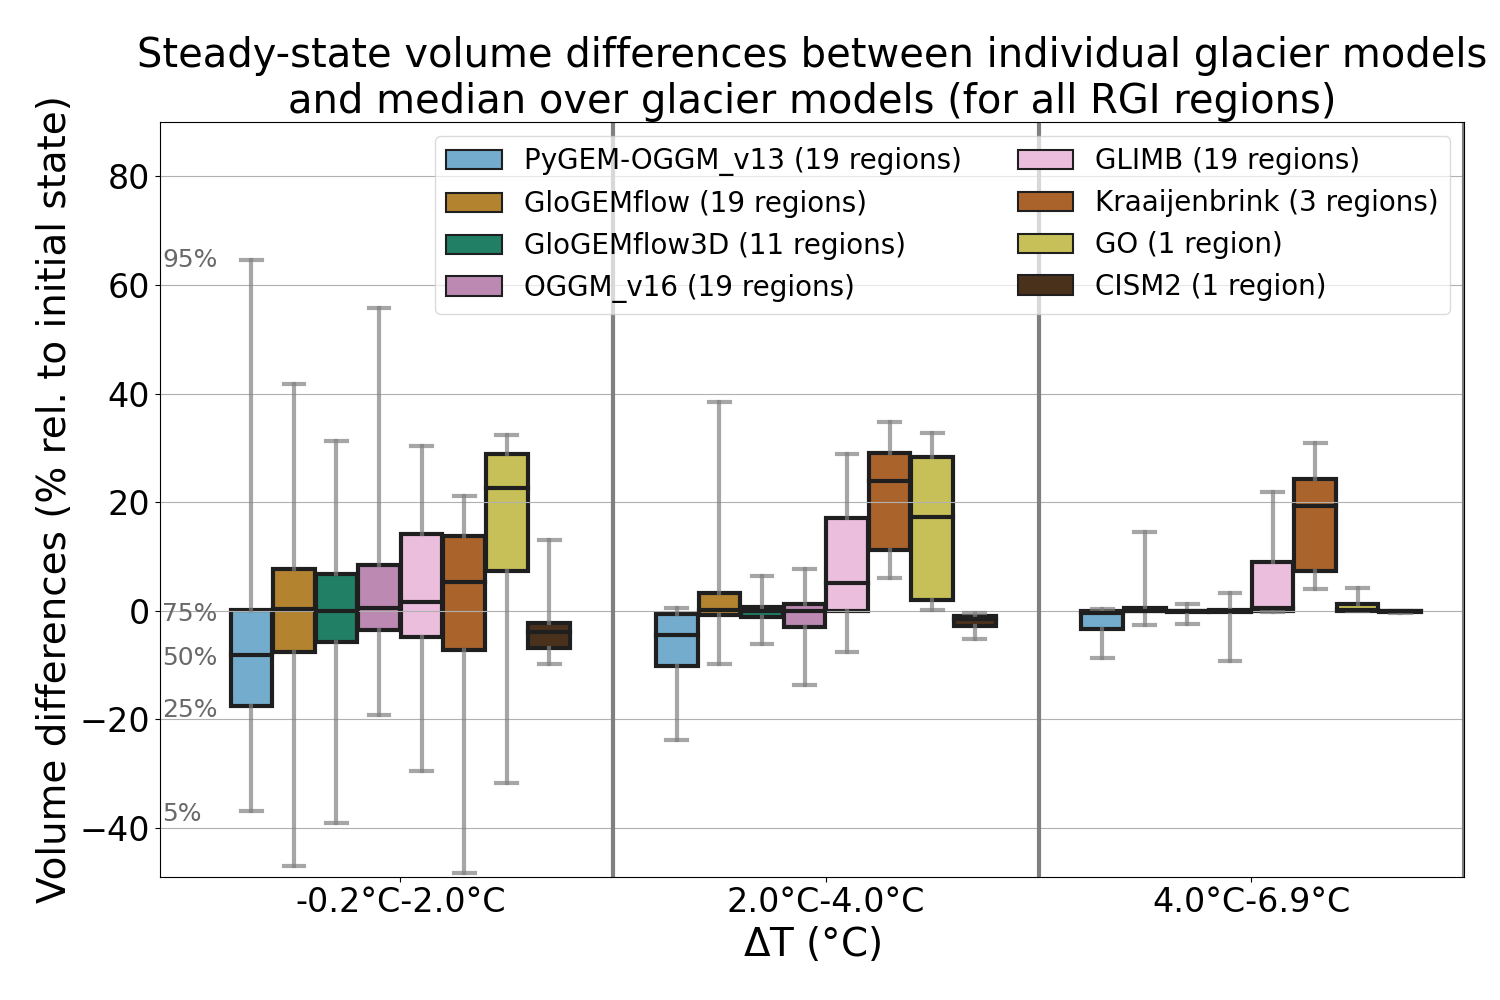 Steady-state volume differences between individual glacier models
and median over glacier models (for all RGI regions)
Volume differences (% rel. to initial state)
80
60
40
20
0
−20
−40
95%
75%
50%
25%
5%
PyGEM-OGGM_v13 (19 regions)
GloGEMflow (19 regions)
GloGEMflow3D (11 regions)
OGGM_v16 (19 regions)
GLIMB (19 regions)
Kraaijenbrink (3 regions)
GO (1 region)
CISM2 (1 region)
-0.2°C-2.0°C
2.0°C-4.0°C
4.0°C-6.9°C
ΔT (°C)